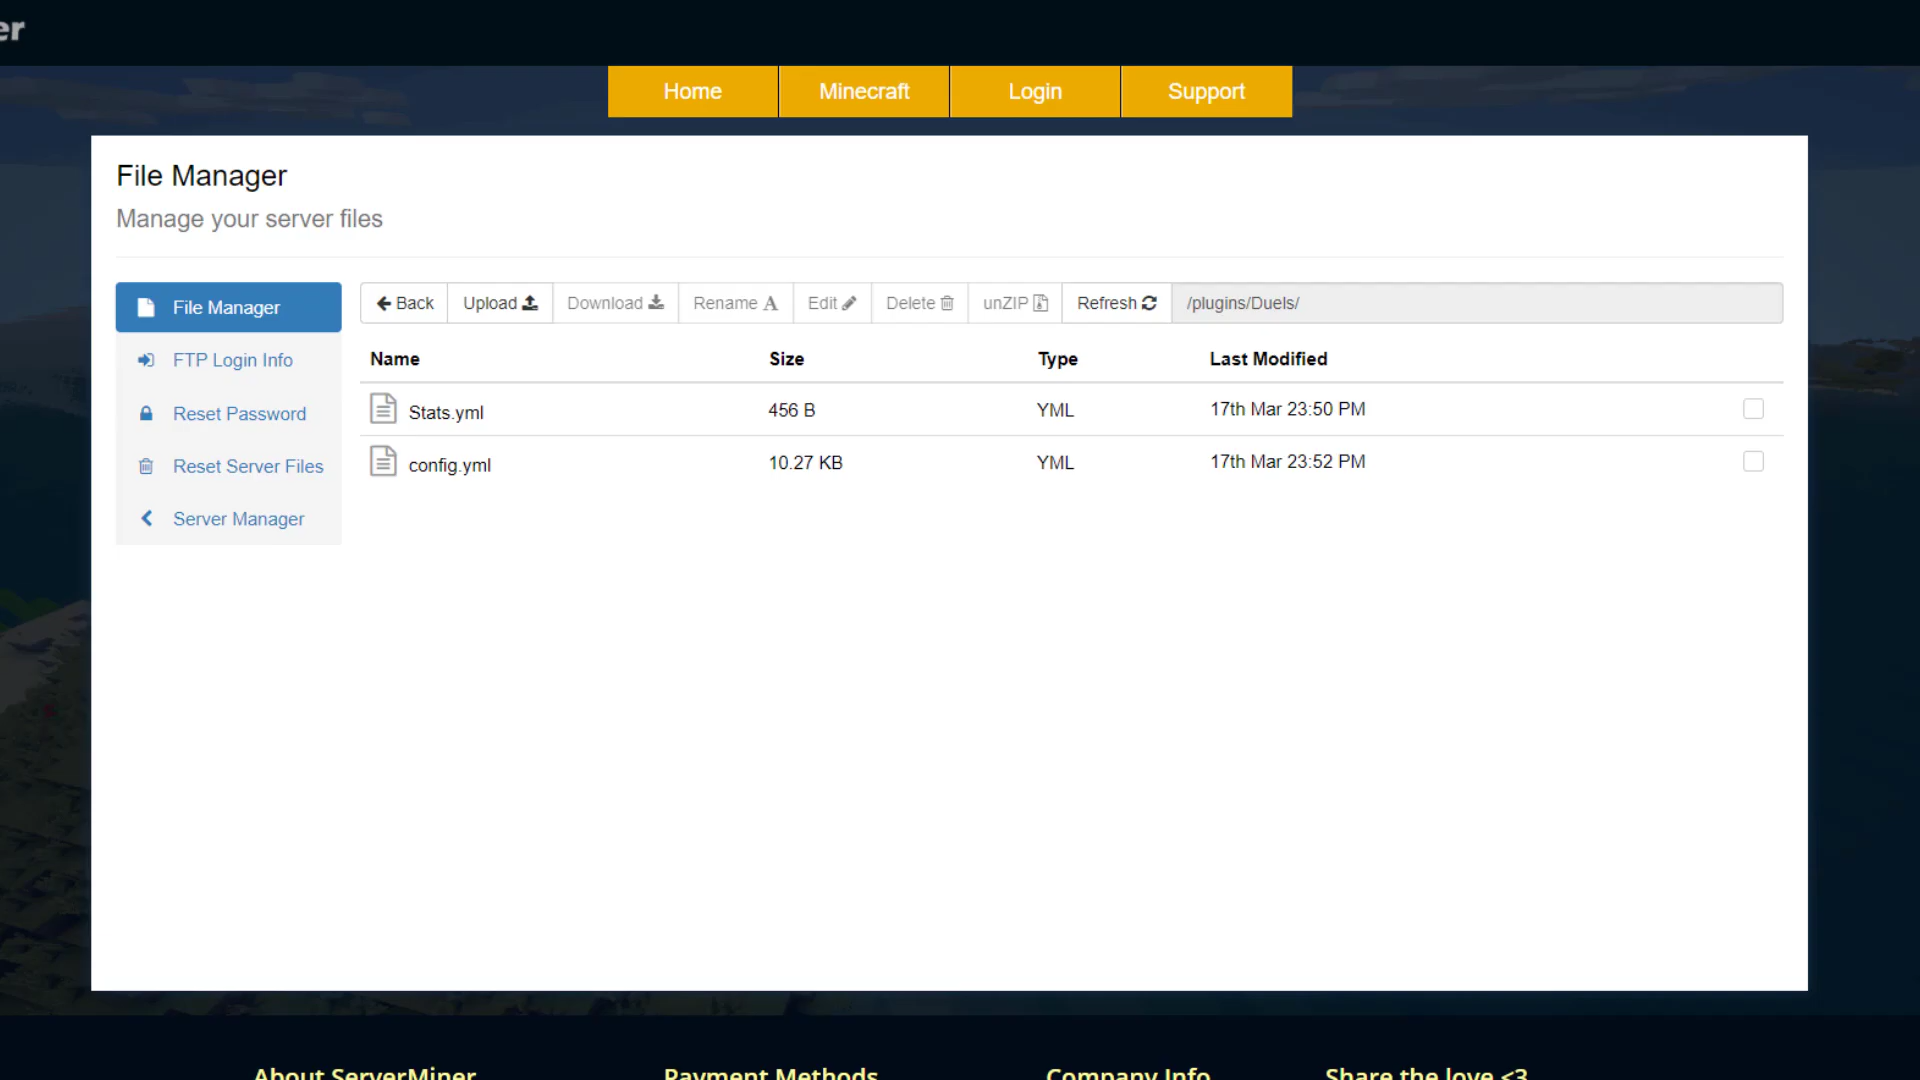 er
Home Minecraft Login Support
File Manager
Manage your server files
File Manager
FTP Login Info
Reset Password
Reset Server Files
Server Manager
Back Upload Download Rename Edit Delete unZIP Refresh /plugins/Duels/
Name Size Type Last Modified
Stats.yml 456 B YML 17th Mar 23:50 PM
config.yml 10.27 KB YML 17th Mar 23:52 PM
About ServerMiner Payment Methods Company Info Share the love <3